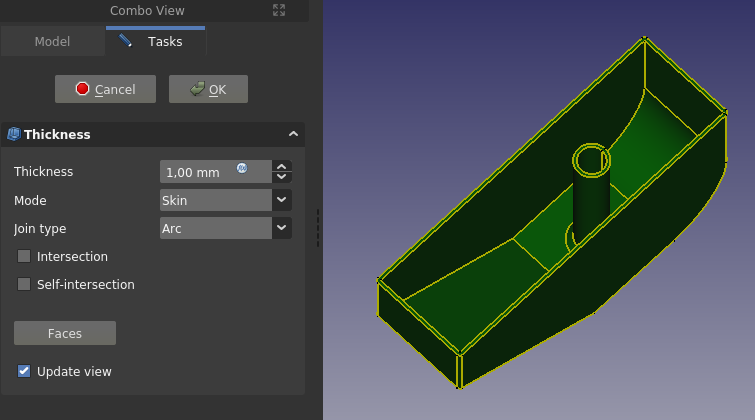 Combo View
Model
Tasks
Cancel
OK
Thickness
Thickness
1,00 mm
Mode
Skin
Join type
Arc
Intersection
Self-intersection
Faces
Update view